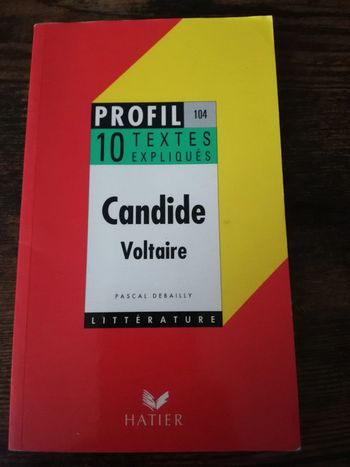 PROFIL 104
10 TEXTES
EXPLIQUÉS
Candide
Voltaire
PASCAL DEBAILLY
LITTÉRATURE
HATIER